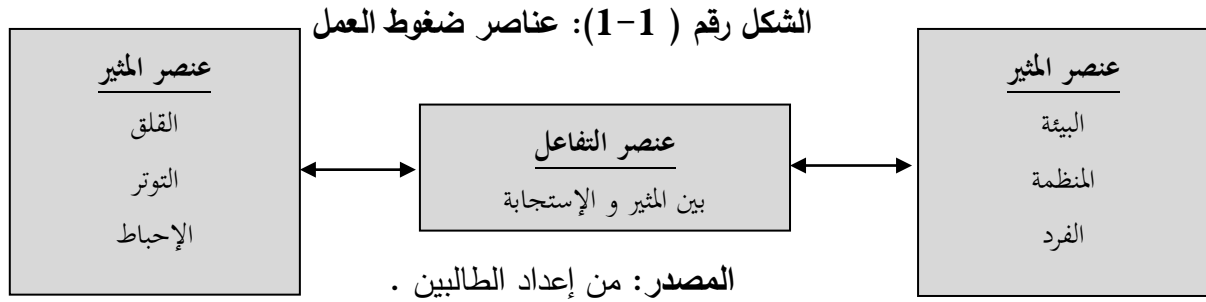 الشكل رقم ( 1-1): عناصر ضغوط العمل
عنصر المثير
البيئة
المنظمة
الفرد
عنصر التفاعل
بين المثير و الإستجابة
عنصر المثير
القلق
التوتر
الإحباط
المصدر: من إعداد الطالبين .